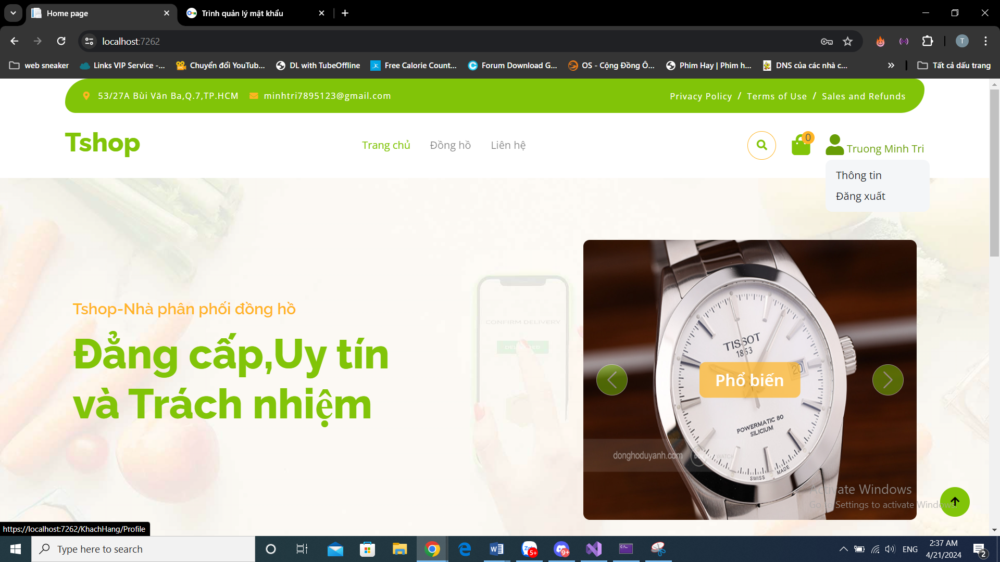 Home page
Trình quản lý mật khẩu
localhost:7262
T
web sneaker
Links VIP Service -...
Chuyển đổi YouTub...
DL with TubeOffline
Free Calorie Count...
Forum Download G...
OS - Cộng Đồng Ô...
Phim Hay | Phim h...
DNS của các nhà c...
Tất cả dấu trang
53/27A Bùi Văn Ba,Q.7,TP.HCM
minhtri7895123@gmail.com
Privacy Policy / Terms of Use / Sales and Refunds
Tshop
Trang chủ
Đồng hồ
Liên hệ
0
Truong Minh Tri
Thông tin
Đăng xuất
Tshop-Nhà phân phối đồng hồ
Đẳng cấp,Uy tín
và Trách nhiệm
CONFIRM DELIVERY
TISSOT
1853
20
Phổ biến
POWERMATIC 80
SILICIUM
donghoduyanh.com
WATCH
SWISS MADE
Activate Windows
Go to Settings to activate Windows.
https://localhost:7262/KhachHang/Profile
Type here to search
5+
9+
ENG
2:37 AM
4/21/2024
2